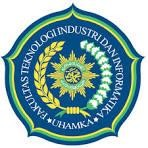 FAKULTAS TEKNOLOGI INDUSTRI DAN INFORMATIKA
UHAMKA